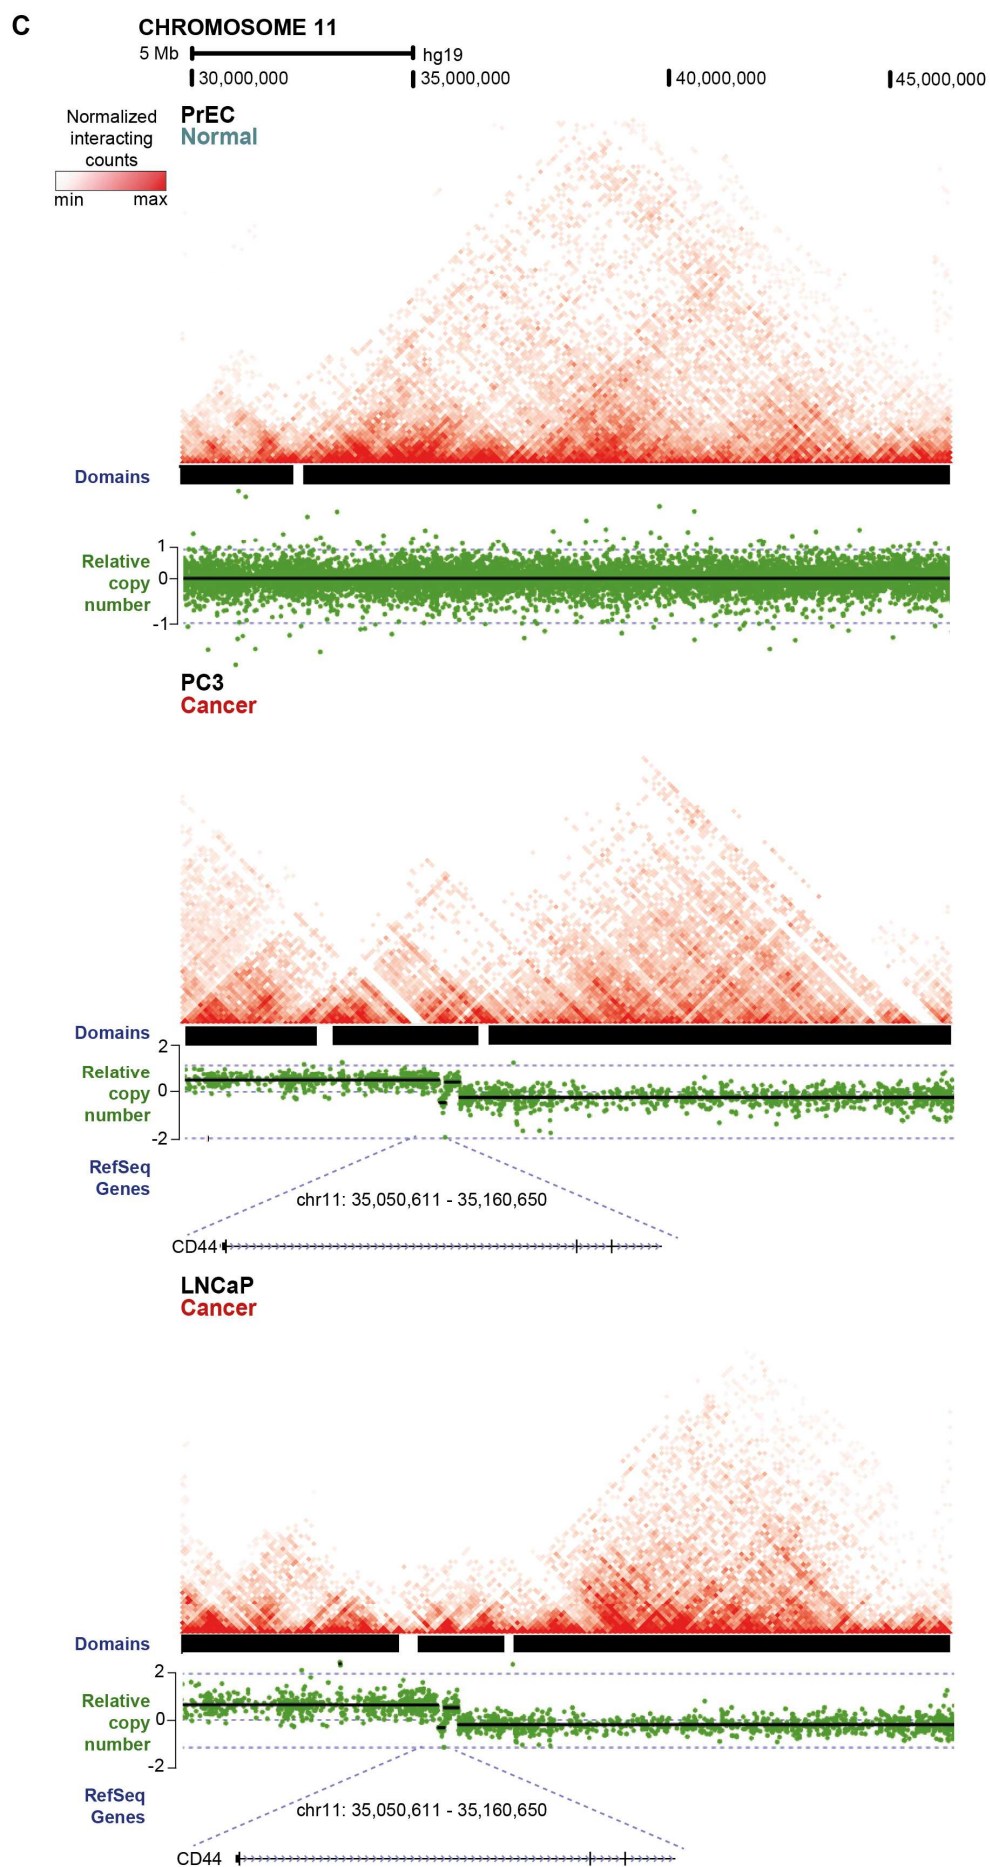 C
CHROMOSOME 11
5 Mb
hg19
30,000,000
35,000,000
40,000,000
45,000,000
Normalized
interacting
counts
min
max
PrEC
Normal
Domains
Relative
copy
number
1
0
-1
PC3
Cancer
Domains
Relative
copy
number
2
0
-2
RefSeq
Genes
chr11: 35,050,611 - 35,160,650
CD44
LNCaP
Cancer
Domains
Relative
copy
number
2
0
-2
RefSeq
Genes
chr11: 35,050,611 - 35,160,650
CD44